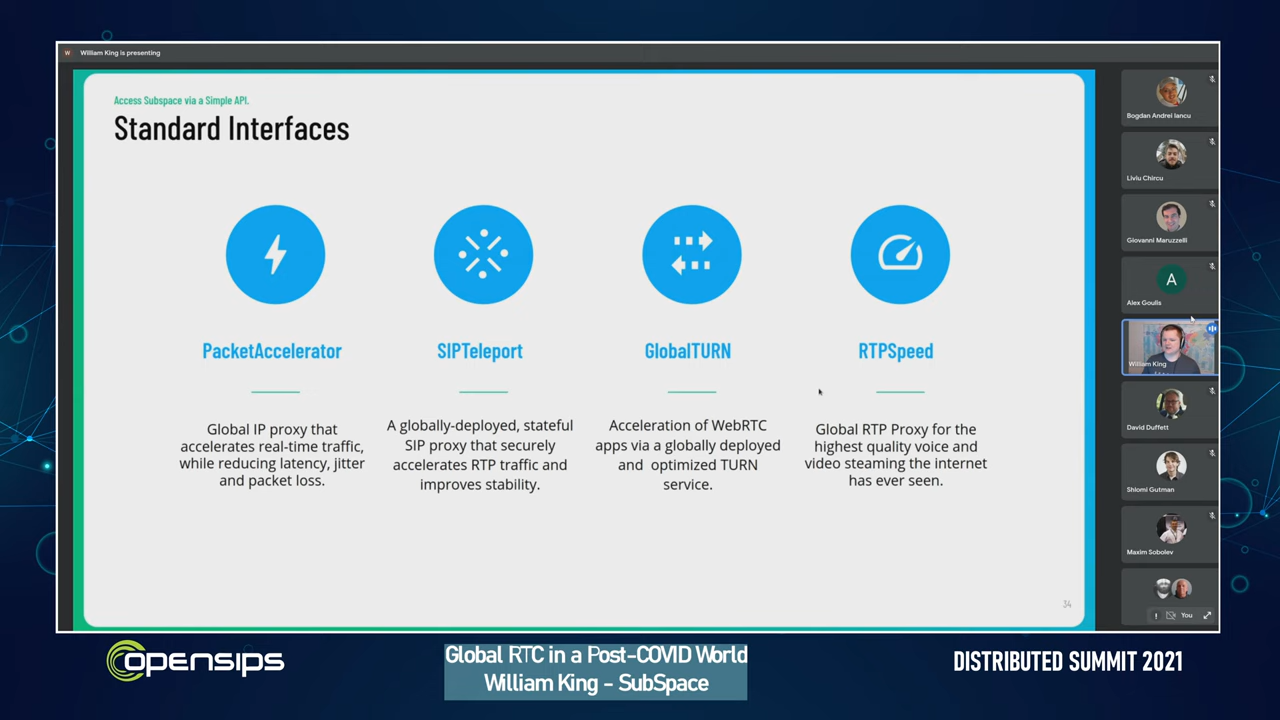 W William King is presenting
Access Subspace via a Simple API.
Standard Interfaces
PacketAccelerator
Global IP proxy that
accelerates real-time traffic,
while reducing latency, jitter
and packet loss.
SIPTeleport
A globally-deployed, stateful
SIP proxy that securely
accelerates RTP traffic and
improves stability.
GlobalTURN
Acceleration of WebRTC
apps via a globally deployed
and optimized TURN
service.
RTPSpeed
Global RTP Proxy for the
highest quality voice and
video steaming the internet
has ever seen.
34
Bogdan Andrei Iancu
Liviu Chircu
Giovanni Maruzzelli
A
Alex Goulis
William King
David Duffett
Shlomi Gutman
Maxim Sobolev
You
OPENSIPS
Global RTC in a Post-COVID World
William King - SubSpace
DISTRIBUTED SUMMIT 2021